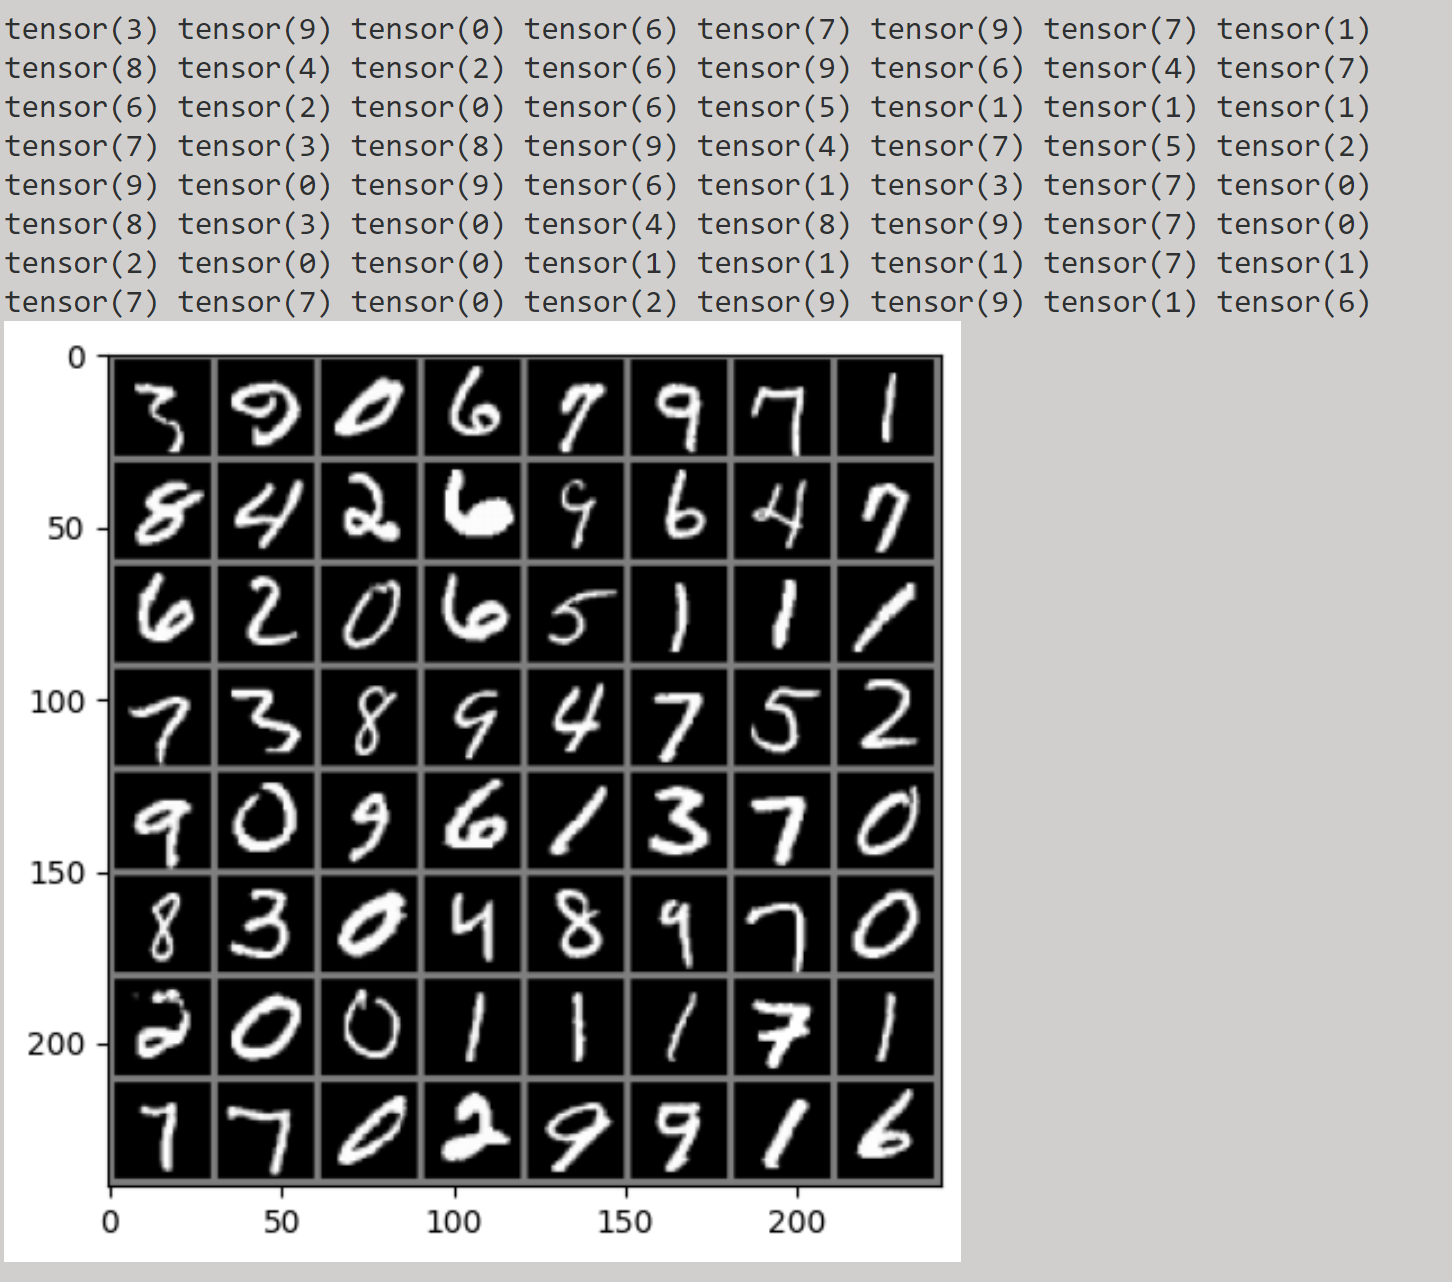 tensor(3) tensor(9) tensor(0) tensor(6) tensor(7) tensor(9) tensor(7) tensor(1)
tensor(8) tensor(4) tensor(2) tensor(6) tensor(9) tensor(6) tensor(4) tensor(7)
tensor(6) tensor(2) tensor(0) tensor(6) tensor(5) tensor(1) tensor(1) tensor(1)
tensor(7) tensor(3) tensor(8) tensor(9) tensor(4) tensor(7) tensor(5) tensor(2)
tensor(9) tensor(0) tensor(9) tensor(6) tensor(1) tensor(3) tensor(7) tensor(0)
tensor(8) tensor(3) tensor(0) tensor(4) tensor(8) tensor(9) tensor(7) tensor(0)
tensor(2) tensor(0) tensor(0) tensor(1) tensor(1) tensor(1) tensor(7) tensor(1)
tensor(7) tensor(7) tensor(0) tensor(2) tensor(9) tensor(9) tensor(1) tensor(6)
0
3 9 0 6 7 9 7 1
50
8 4 2 6 9 6 4 7
6 2 0 6 5 1 1 1
100
7 3 8 9 4 7 5 2
9 0 9 6 1 3 7 0
150
8 3 0 4 8 9 7 0
200
2 0 0 1 1 1 7 1
7 7 0 2 9 9 1 6
0 50 100 150 200